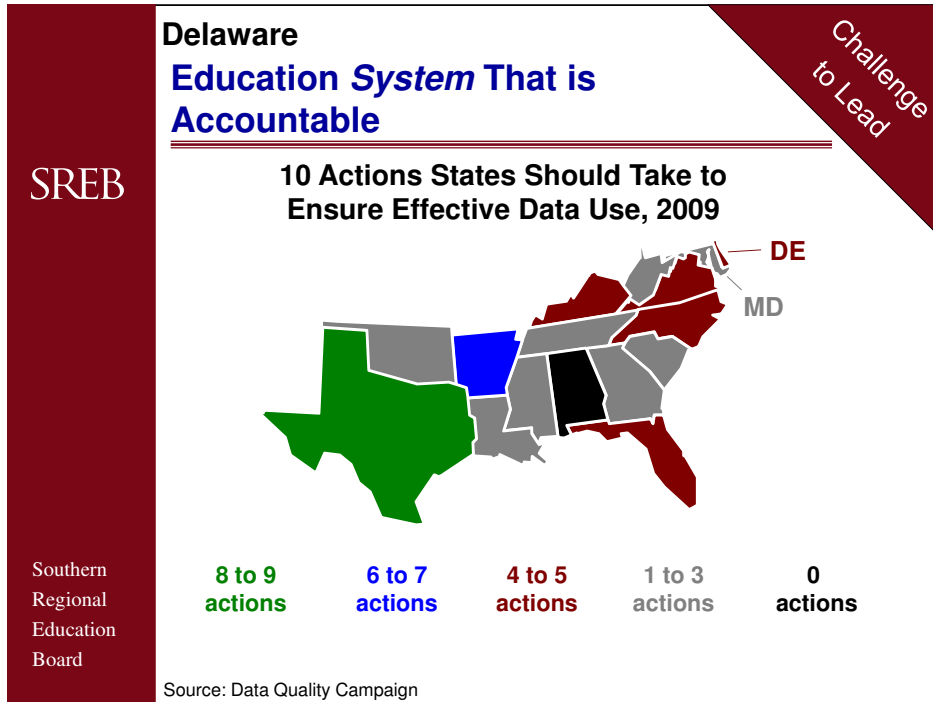 Delaware
Education System That is
Accountable
Challenge
to Lead
SREB
10 Actions States Should Take to
Ensure Effective Data Use, 2009
DE
MD
8 to 9
actions
6 to 7
actions
4 to 5
actions
1 to 3
actions
0
actions
Southern
Regional
Education
Board
Source: Data Quality Campaign